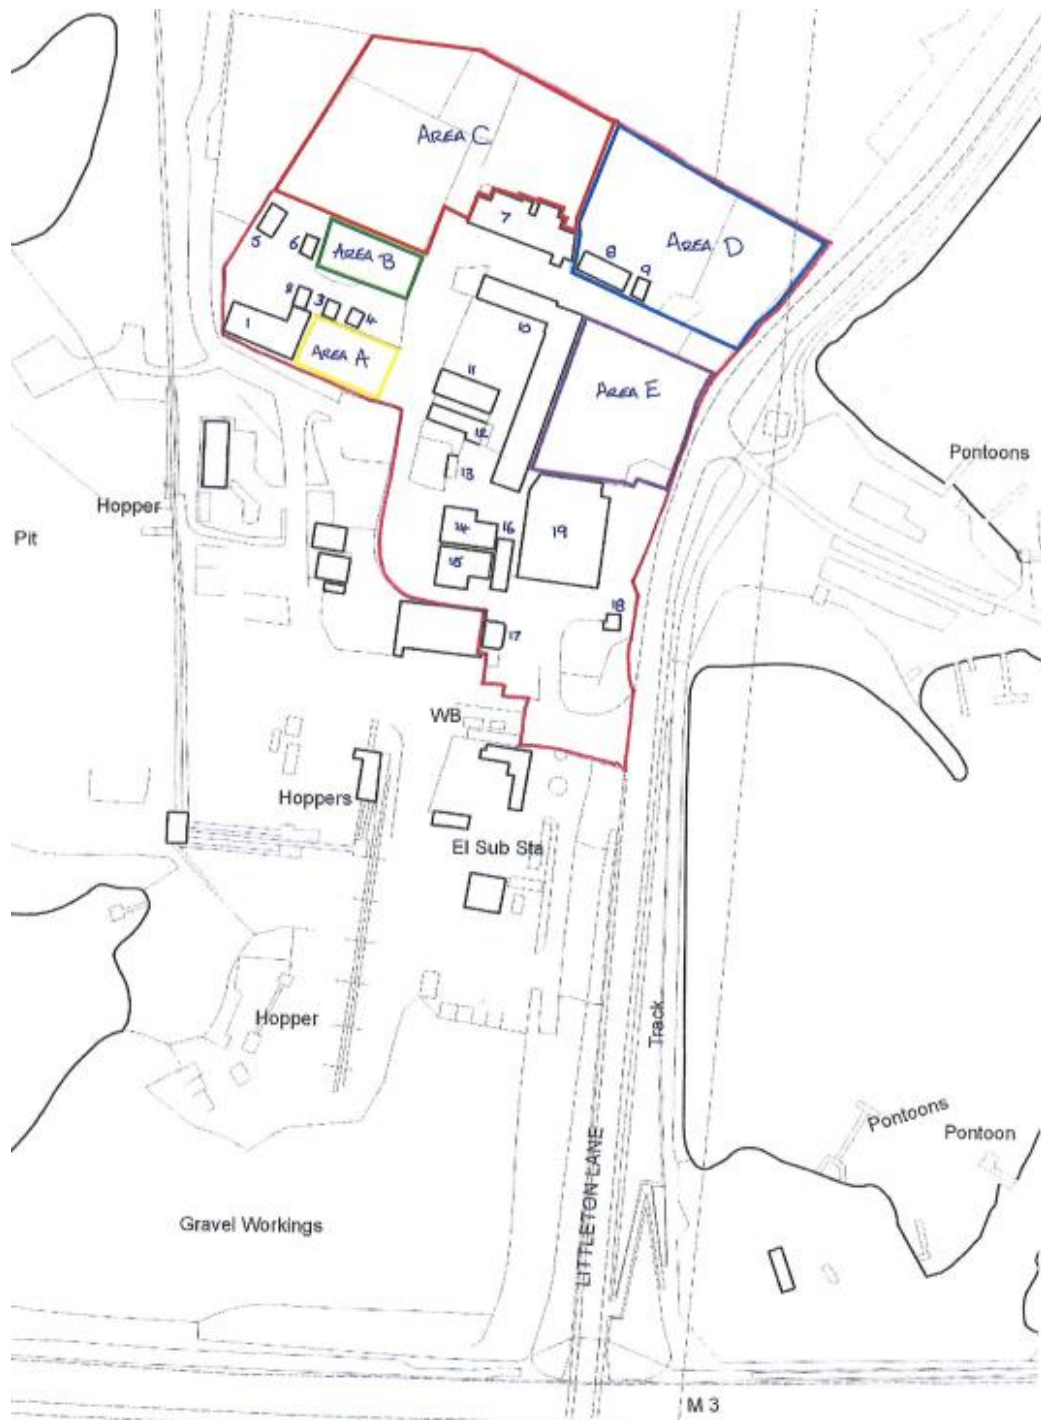 AREA C
AREA D
7
5
6
AREA B
8
9
2
3
4
1
10
AREA A
11
AREA E
12
13
Pontoons
Hopper
14
16
19
Pit
15
18
17
WB
Hoppers
El Sub Sta
Hopper
Track
Pontoons
Pontoon
LITTLETON LANE
Gravel Workings
M 3